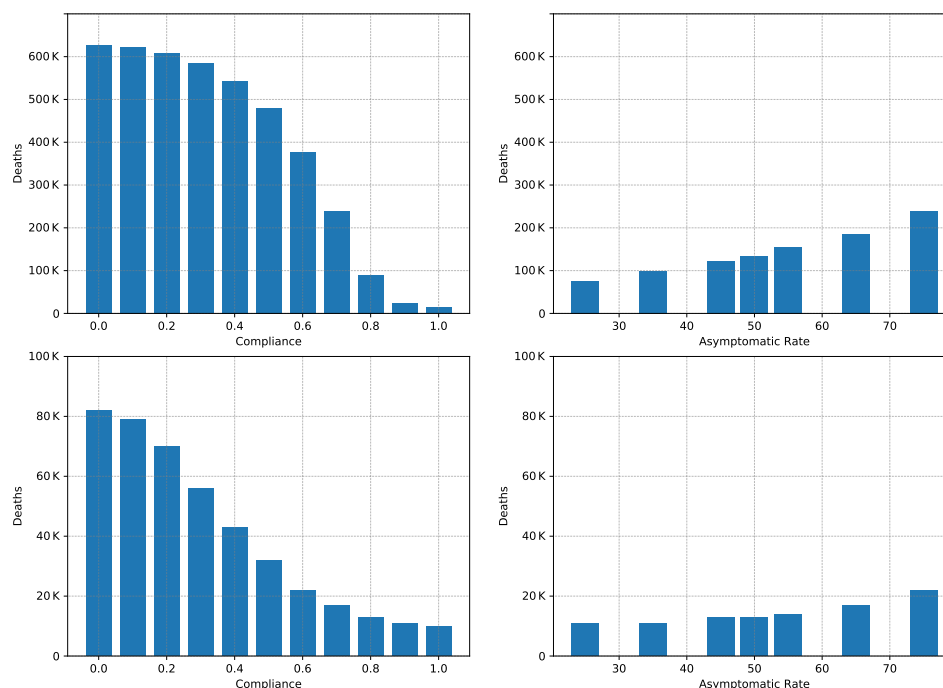 600 K
500 K
400 K
300 K
200 K
100 K
0
Deaths
0.0 0.2 0.4 0.6 0.8 1.0
Compliance
600 K
500 K
400 K
300 K
200 K
100 K
0
Deaths
30 40 50 60 70
Asymptomatic Rate
100 K
80 K
60 K
40 K
20 K
0
Deaths
0.0 0.2 0.4 0.6 0.8 1.0
Compliance
100 K
80 K
60 K
40 K
20 K
0
Deaths
30 40 50 60 70
Asymptomatic Rate